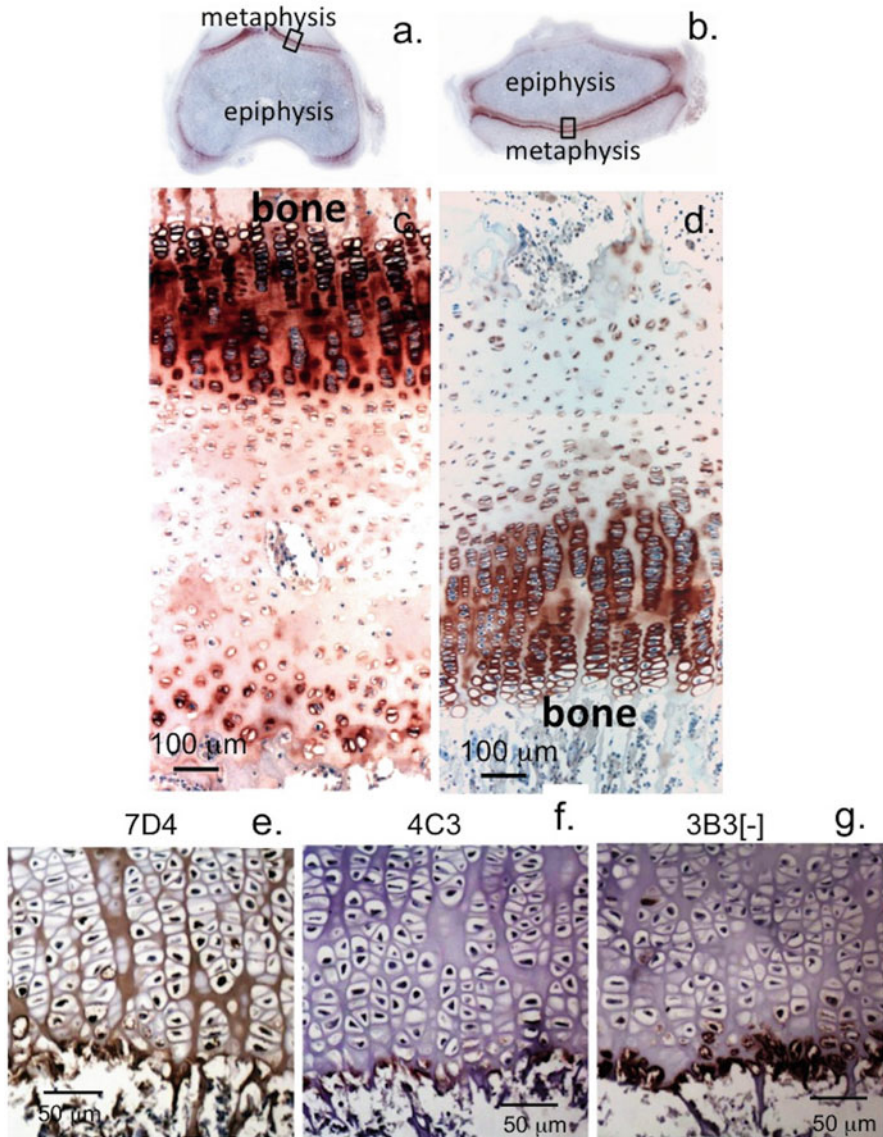 metaphysis
a.
epiphysis
b.
epiphysis
metaphysis
bone
c.
100 μm
d.
bone
100 μm
7D4
e.
50 μm
4C3
f.
50 μm
3B3[-]
g.
50 μm